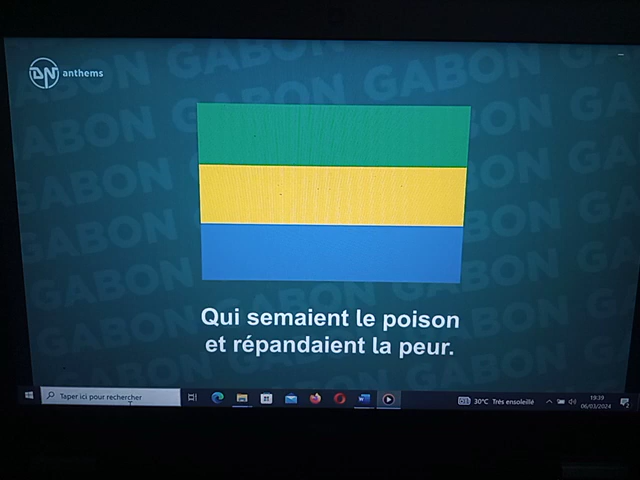 DN anthems
GABON
Qui semaient le poison
et répandaient la peur.
Taper ici pour rechercher
30°C Très ensoleillé
19:39
06/03/2024